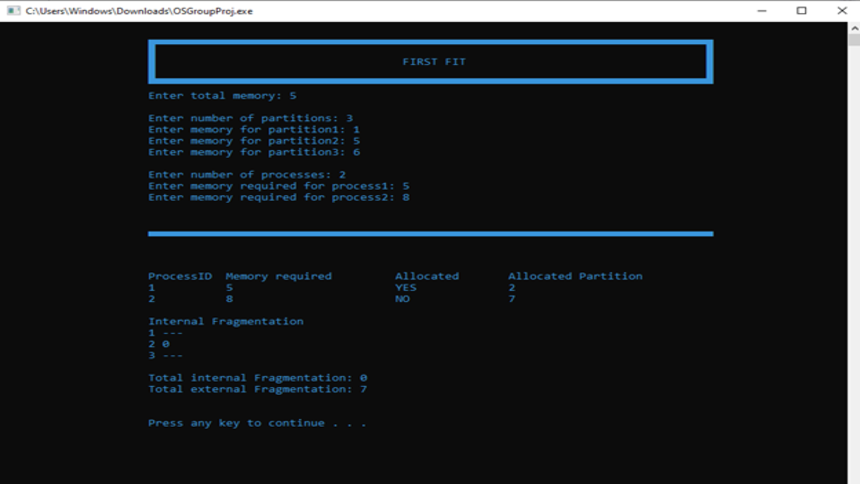 C:\Users\Windows\Downloads\OSGroupProj.exe
FIRST FIT
Enter total memory: 5
Enter number of partitions: 3
Enter memory for partition1: 1
Enter memory for partition2: 5
Enter memory for partition3: 6
Enter number of processes: 2
Enter memory required for process1: 5
Enter memory required for process2: 8
ProcessID Memory required Allocated Allocated Partition
1 5 YES 2
2 8 NO 7
Internal Fragmentation
1 ---
2 0
3 ---
Total internal Fragmentation: 0
Total external Fragmentation: 7
Press any key to continue . . .